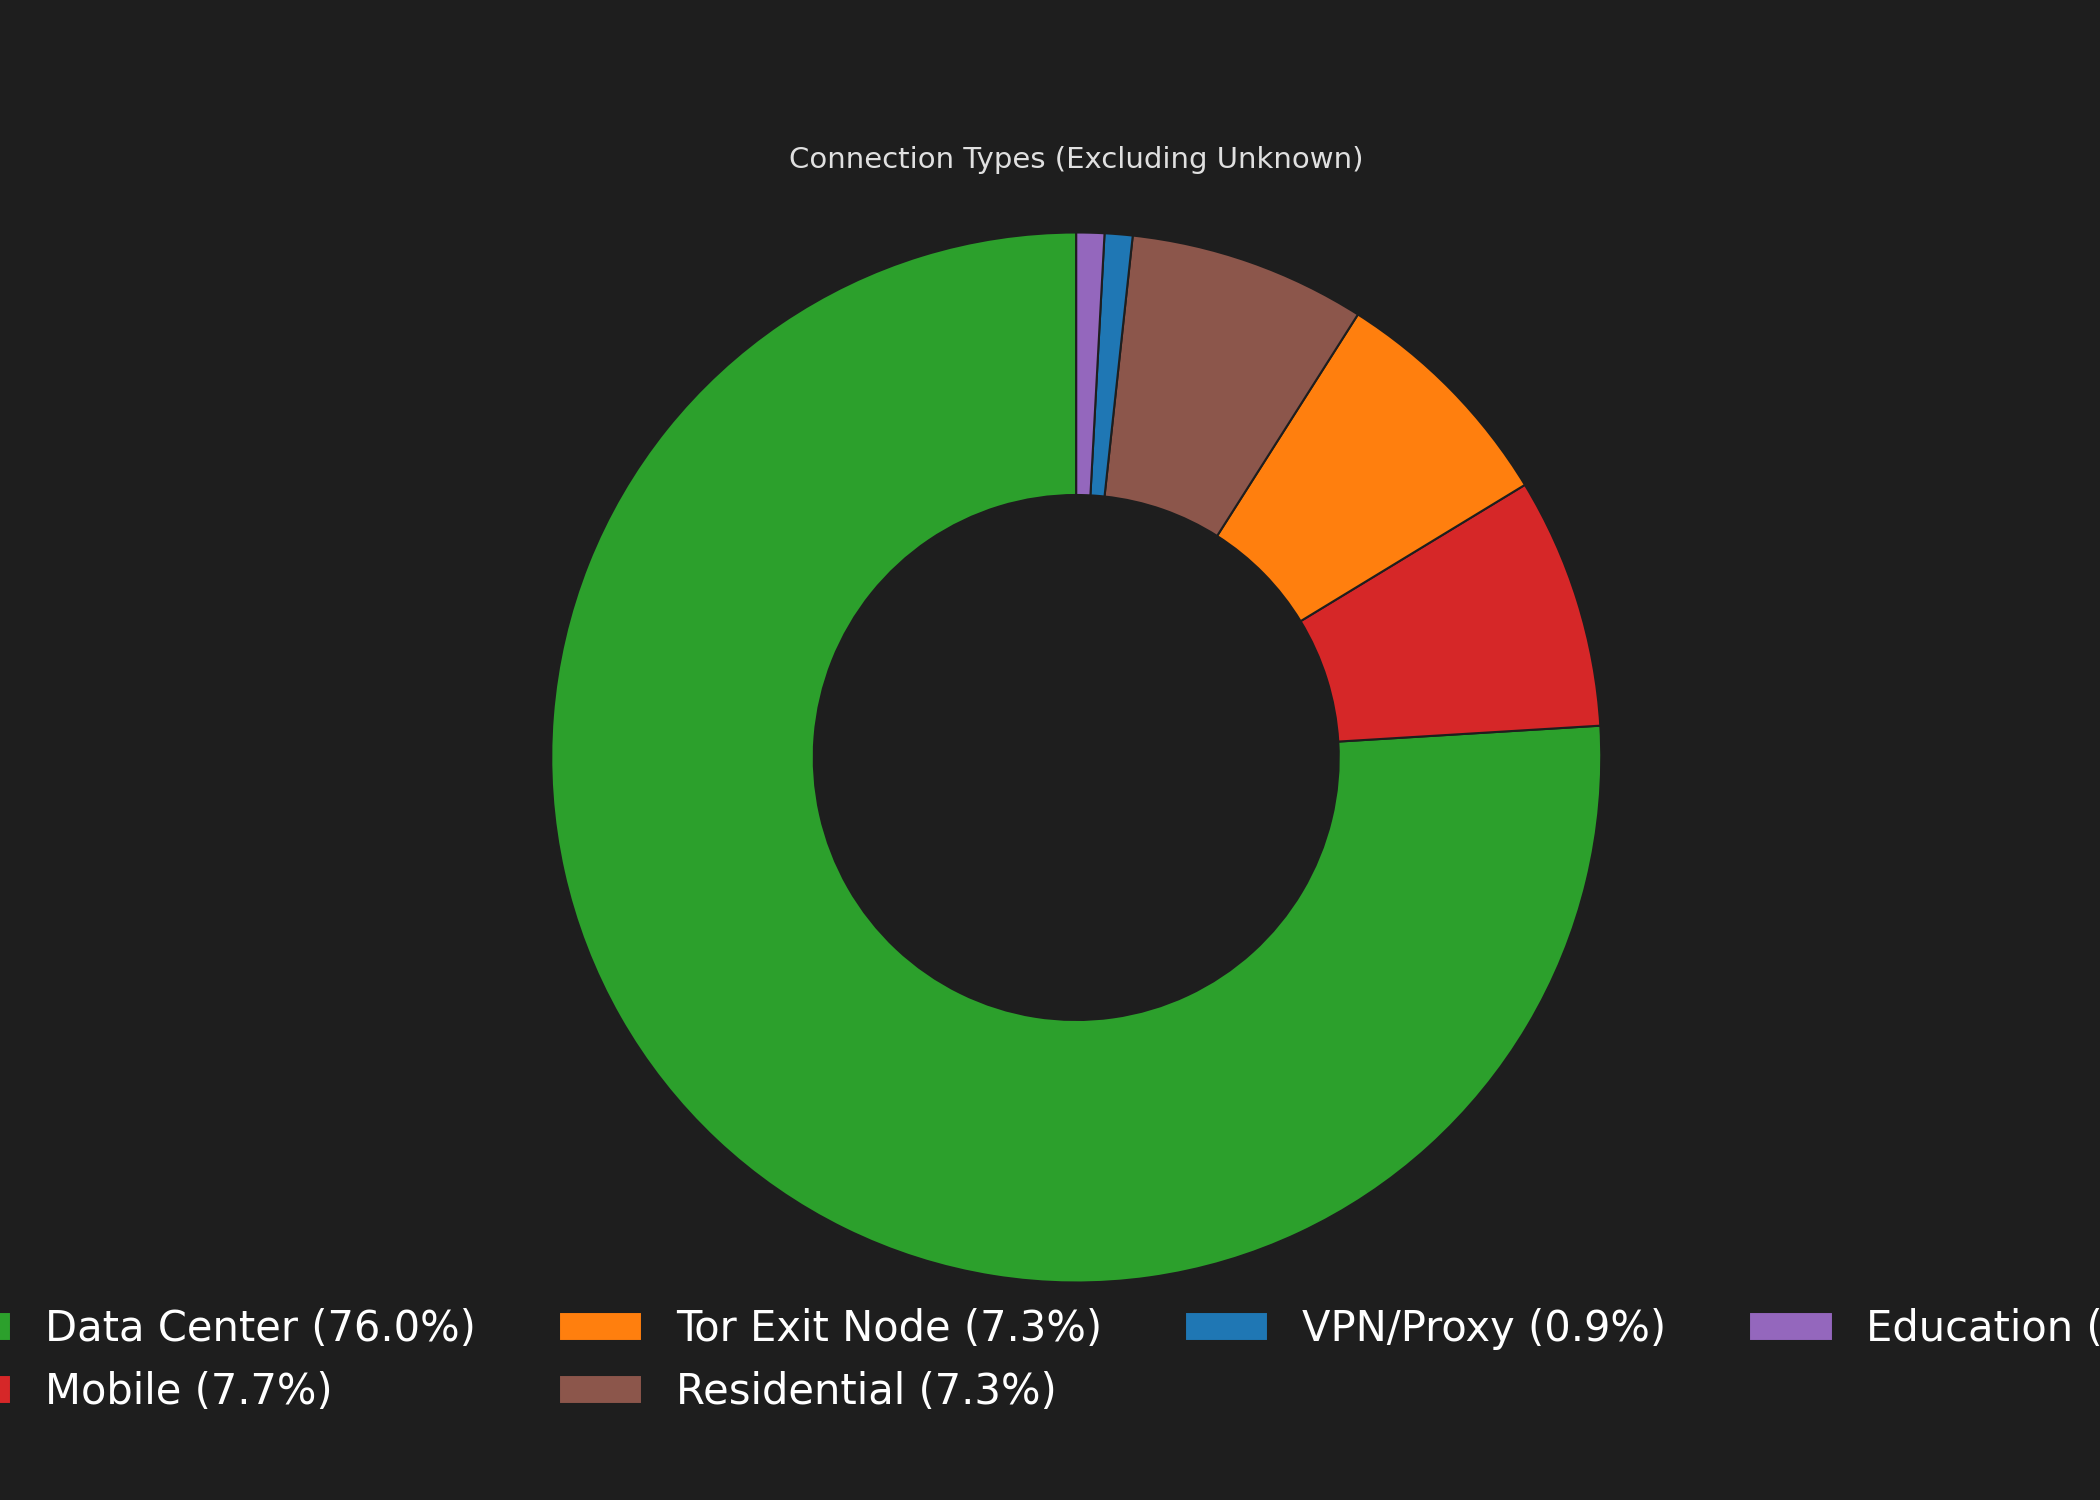 Connection Types (Excluding Unknown)
Data Center (76.0%) Tor Exit Node (7.3%) VPN/Proxy (0.9%) Education (
Mobile (7.7%) Residential (7.3%)